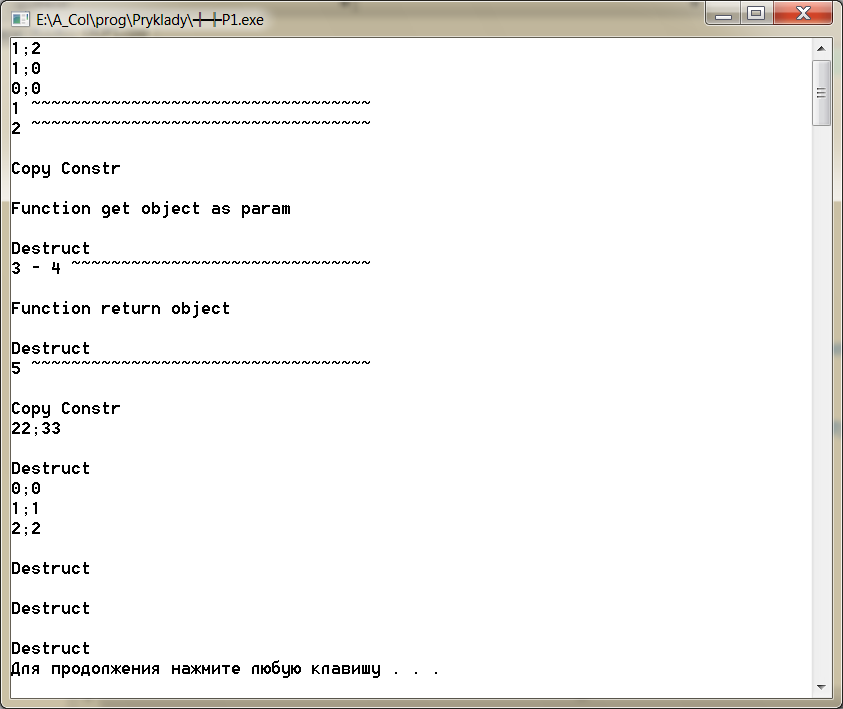 E:\A_Col\prog\Pryklady\┼┼P1.exe
1;2
1;0
0;0
1 ~~~~~~~~~~~~~~~~~~~~~~~~~~~~~~~~~~
2 ~~~~~~~~~~~~~~~~~~~~~~~~~~~~~~~~~~
Copy Constr
Function get object as param
Destruct
3 - 4 ~~~~~~~~~~~~~~~~~~~~~~~~~~~~~~
Function return object
Destruct
5 ~~~~~~~~~~~~~~~~~~~~~~~~~~~~~~~~~~
Copy Constr
22;33
Destruct
0;0
1;1
2;2
Destruct
Destruct
Destruct
Для продолжения нажмите любую клавишу . . .